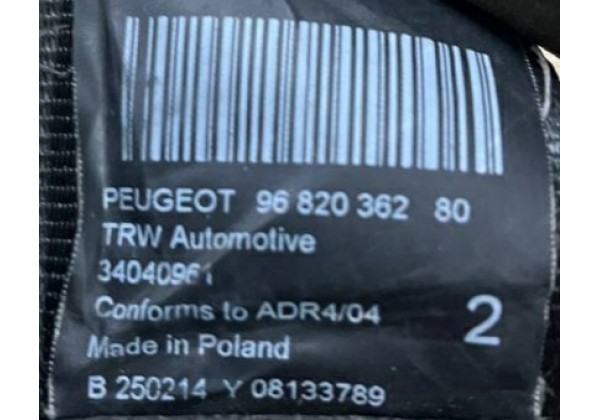 PEUGEOT 96 820 362 80
TRW Automotive
34040961
Conforms to ADR4/04
2
Made in Poland
B 250214 Y 08133789